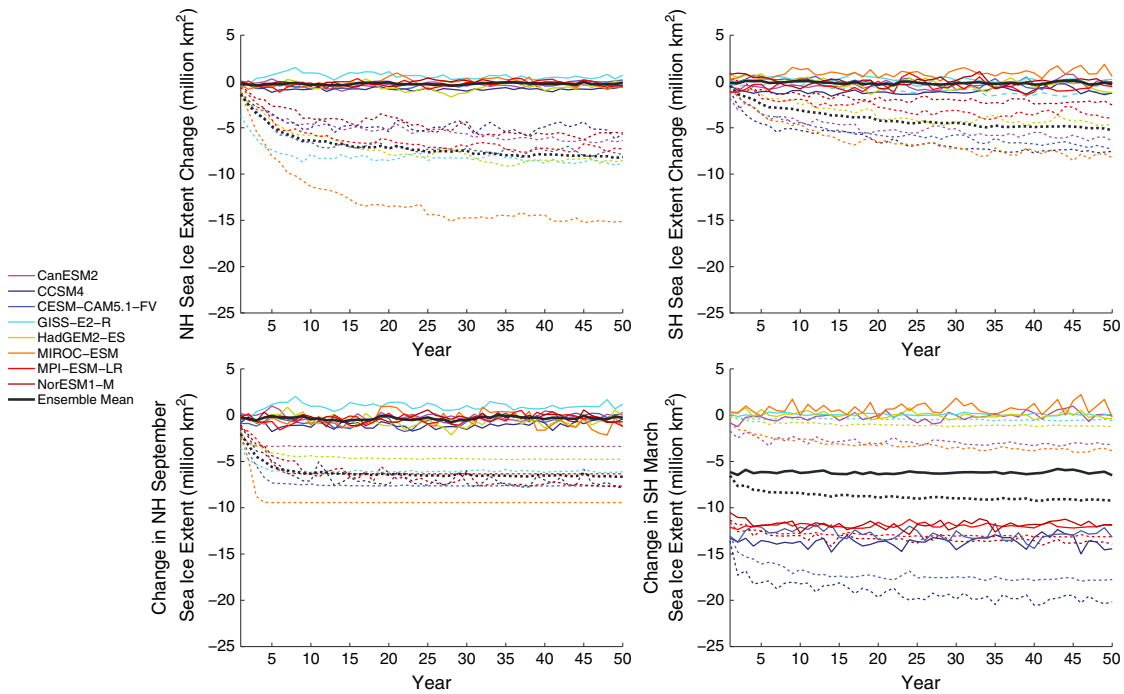 CanESM2
CCSM4
CESM−CAM5.1−FV
GISS−E2−R
HadGEM2−ES
MIROC−ESM
MPI−ESM−LR
NorESM1−M
Ensemble Mean
NH Sea Ice Extent Change (million km²)
5
0
−5
−10
−15
−20
−25
5 10 15 20 25 30 35 40 45 50
Year
SH Sea Ice Extent Change (million km²)
5
0
−5
−10
−15
−20
−25
5 10 15 20 25 30 35 40 45 50
Year
Change in NH September
Sea Ice Extent (million km²)
5
0
−5
−10
−15
−20
−25
5 10 15 20 25 30 35 40 45 50
Year
Change in SH March
Sea Ice Extent (million km²)
5
0
−5
−10
−15
−20
−25
5 10 15 20 25 30 35 40 45 50
Year